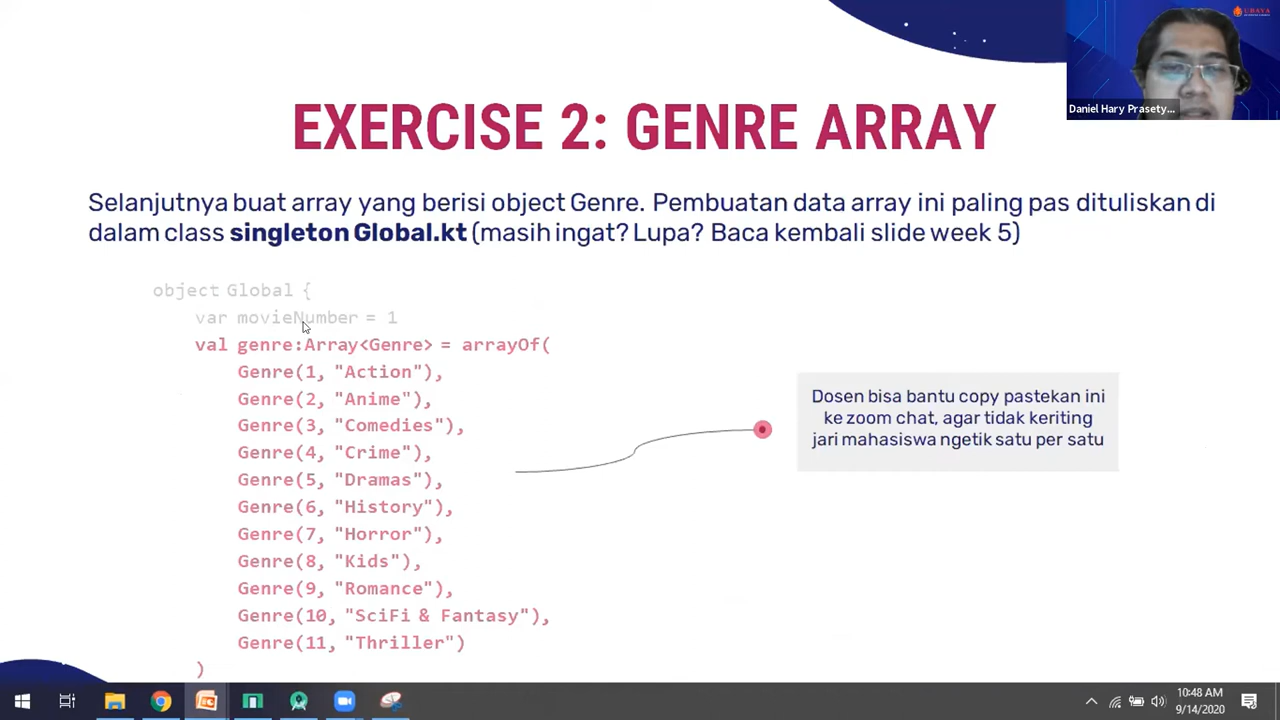 UBAYA
Daniel Hary Prasety...
EXERCISE 2: GENRE ARRAY
Selanjutnya buat array yang berisi object Genre. Pembuatan data array ini paling pas dituliskan di
dalam class singleton Global.kt (masih ingat? Lupa? Baca kembali slide week 5)
object Global {
var movieNumber = 1
val genre:Array<Genre> = arrayOf(
Genre(1, "Action"),
Genre(2, "Anime"),
Genre(3, "Comedies"),
Genre(4, "Crime"),
Genre(5, "Dramas"),
Genre(6, "History"),
Genre(7, "Horror"),
Genre(8, "Kids"),
Genre(9, "Romance"),
Genre(10, "SciFi & Fantasy"),
Genre(11, "Thriller")
)
Dosen bisa bantu copy pastekan ini
ke zoom chat, agar tidak keriting
jari mahasiswa ngetik satu per satu
10:48 AM
9/14/2020